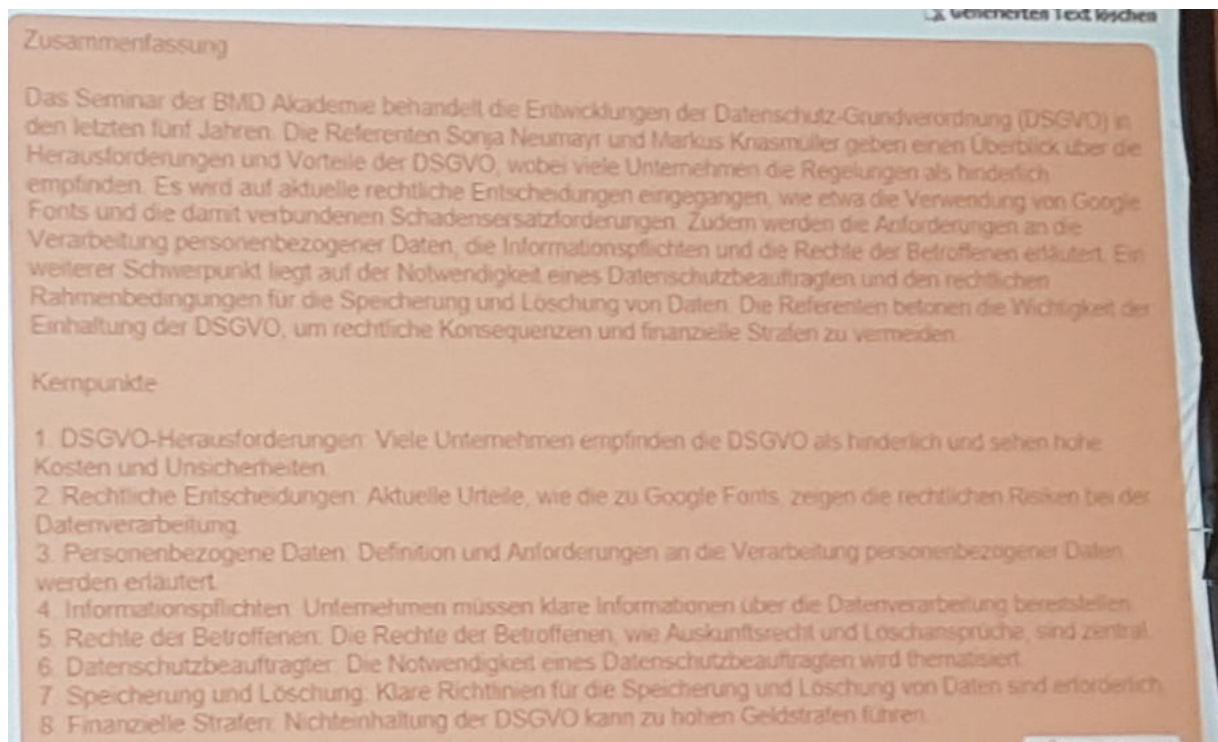 Generierten Text löschen
Zusammenfassung
Das Seminar der BMD Akademie behandelt die Entwicklungen der Datenschutz-Grundverordnung (DSGVO) in
den letzten fünf Jahren. Die Referenten Sonja Neumayr und Markus Knasmüller geben einen Überblick über die
Herausforderungen und Vorteile der DSGVO, wobei viele Unternehmen die Regelungen als hinderlich
empfinden. Es wird auf aktuelle rechtliche Entscheidungen eingegangen, wie etwa die Verwendung von Google
Fonts und die damit verbundenen Schadensersatzforderungen. Zudem werden die Anforderungen an die
Verarbeitung personenbezogener Daten, die Informationspflichten und die Rechte der Betroffenen erläutert. Ein
weiterer Schwerpunkt liegt auf der Notwendigkeit eines Datenschutzbeauftragten und den rechtlichen
Rahmenbedingungen für die Speicherung und Löschung von Daten. Die Referenten betonen die Wichtigkeit der
Einhaltung der DSGVO, um rechtliche Konsequenzen und finanzielle Strafen zu vermeiden.
Kernpunkte
1. DSGVO-Herausforderungen: Viele Unternehmen empfinden die DSGVO als hinderlich und sehen hohe
Kosten und Unsicherheiten.
2. Rechtliche Entscheidungen: Aktuelle Urteile, wie die zu Google Fonts, zeigen die rechtlichen Risiken bei der
Datenverarbeitung.
3. Personenbezogene Daten: Definition und Anforderungen an die Verarbeitung personenbezogener Daten
werden erläutert.
4. Informationspflichten: Unternehmen müssen klare Informationen über die Datenverarbeitung bereitstellen.
5. Rechte der Betroffenen: Die Rechte der Betroffenen, wie Auskunftsrecht und Löschansprüche, sind zentral.
6. Datenschutzbeauftragter: Die Notwendigkeit eines Datenschutzbeauftragten wird thematisiert.
7. Speicherung und Löschung: Klare Richtlinien für die Speicherung und Löschung von Daten sind erforderlich.
8. Finanzielle Strafen: Nichteinhaltung der DSGVO kann zu hohen Geldstrafen führen.